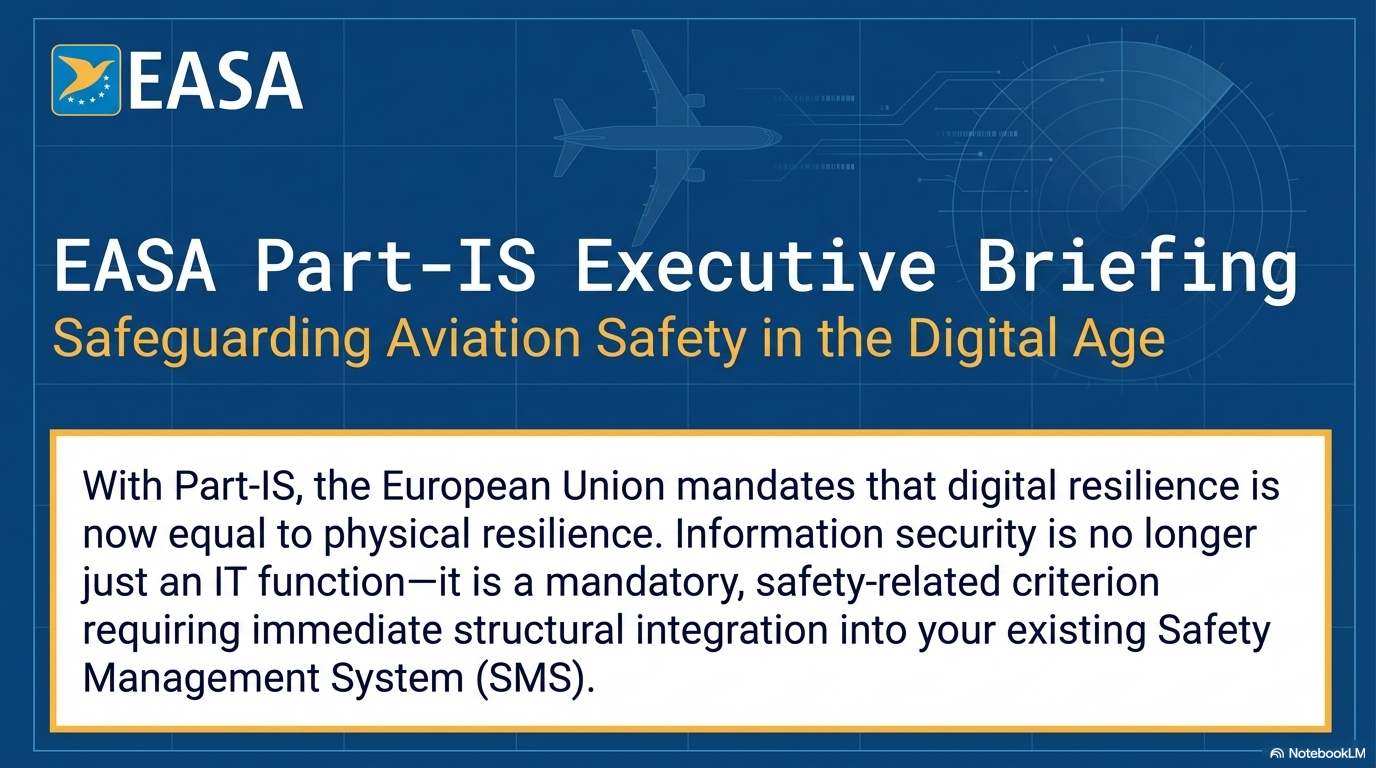 EASA
EASA Part-IS Executive Briefing
Safeguarding Aviation Safety in the Digital Age
With Part-IS, the European Union mandates that digital resilience is
now equal to physical resilience. Information security is no longer
just an IT function—it is a mandatory, safety-related criterion
requiring immediate structural integration into your existing Safety
Management System (SMS).
NotebookLM